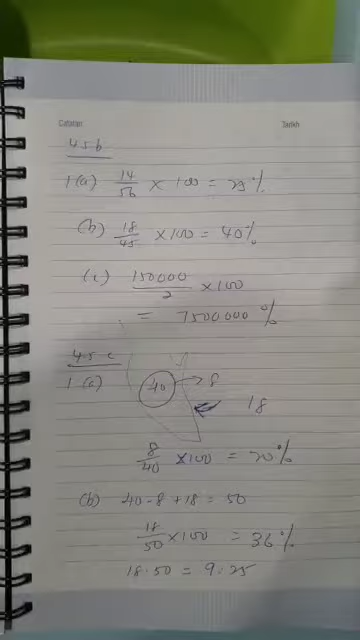 Catatan Tarikh
4.5 b
1(a) 14/56 × 100 = 25%
(b) 18/45 × 100 = 40%
(c) 150000/2 × 100
= 7500000 %
4.5 c
1(a) 40 → 8
18
8/40 × 100 = 20%
(b) 40 - 8 + 18 = 50
18/50 × 100 = 36%
18.50 = 9.25